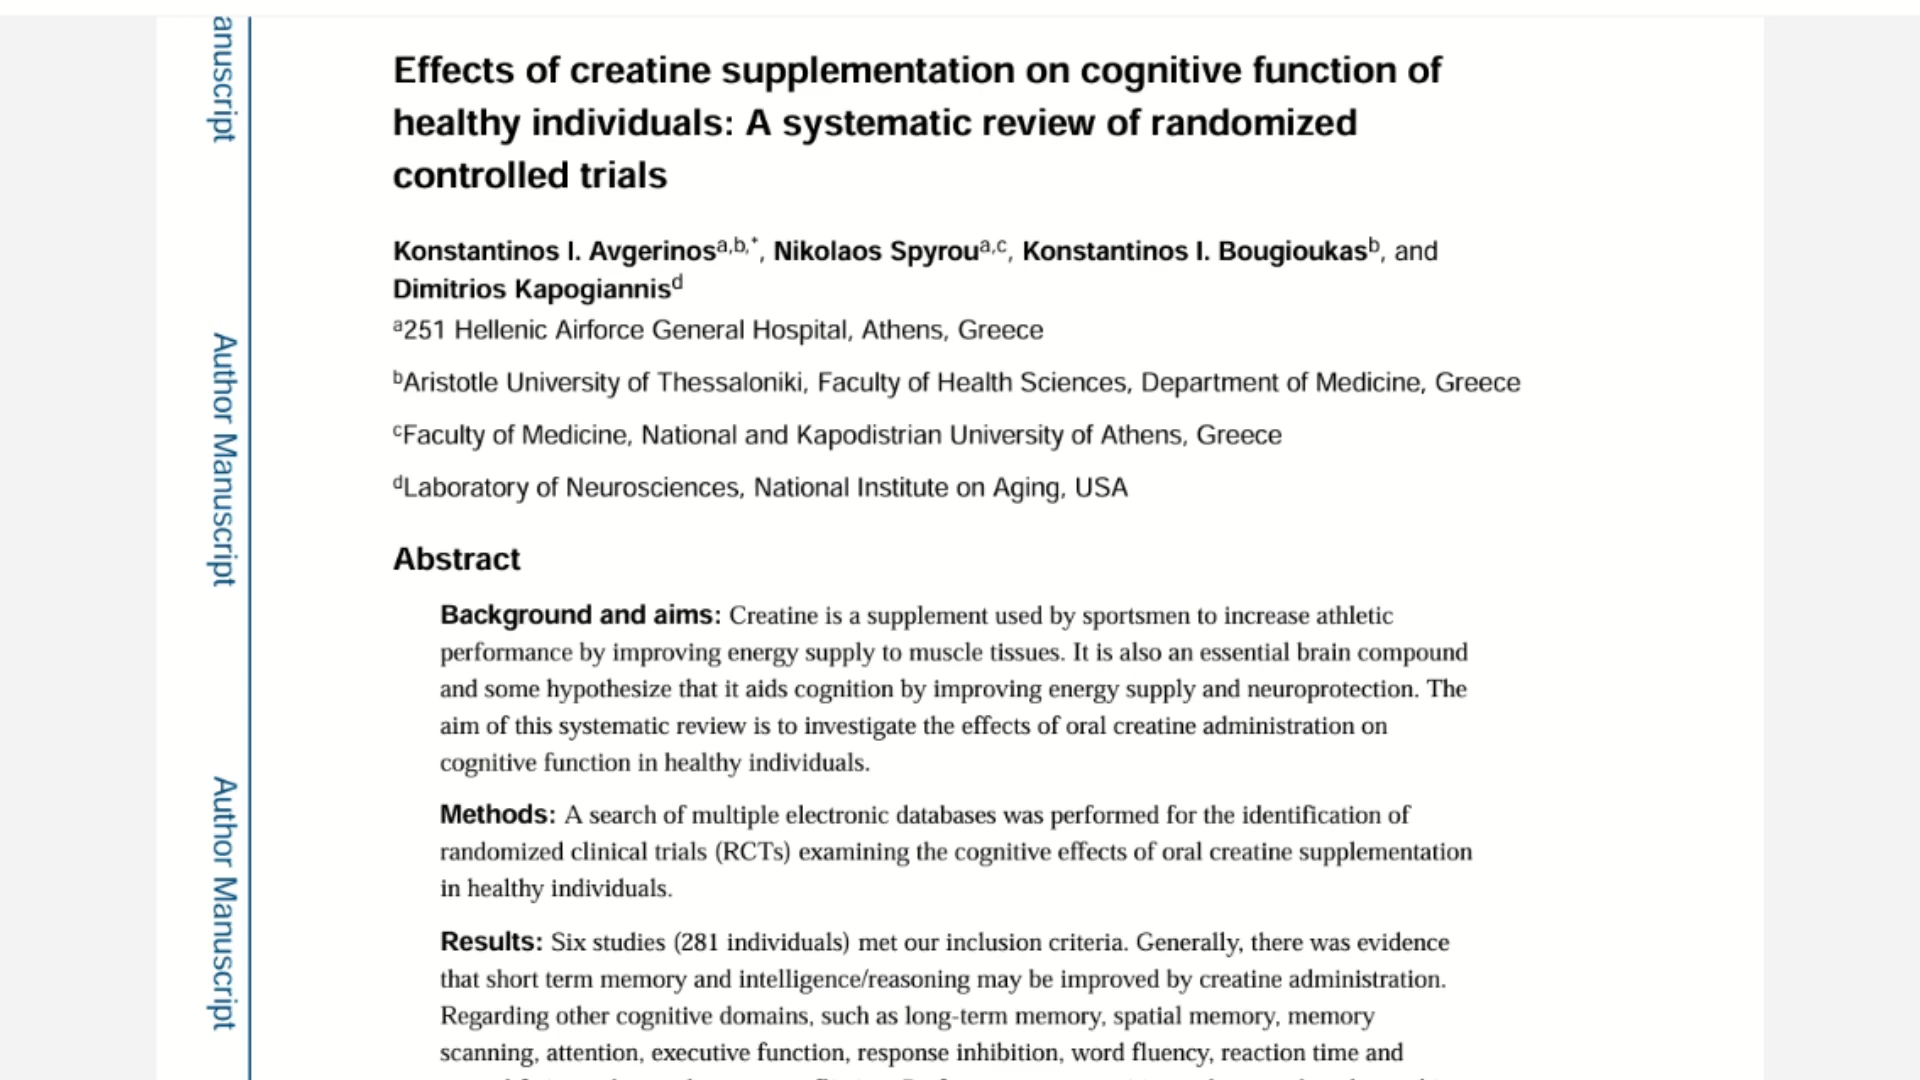 Effects of creatine supplementation on cognitive function of
healthy individuals: A systematic review of randomized
controlled trials
Konstantinos I. Avgerinosa,b,*, Nikolaos Spyroua,c, Konstantinos I. Bougioukasb, and
Dimitrios Kapogiannisd
a251 Hellenic Airforce General Hospital, Athens, Greece
bAristotle University of Thessaloniki, Faculty of Health Sciences, Department of Medicine, Greece
cFaculty of Medicine, National and Kapodistrian University of Athens, Greece
dLaboratory of Neurosciences, National Institute on Aging, USA
Abstract
Background and aims: Creatine is a supplement used by sportsmen to increase athletic
performance by improving energy supply to muscle tissues. It is also an essential brain compound
and some hypothesize that it aids cognition by improving energy supply and neuroprotection. The
aim of this systematic review is to investigate the effects of oral creatine administration on
cognitive function in healthy individuals.
Methods: A search of multiple electronic databases was performed for the identification of
randomized clinical trials (RCTs) examining the cognitive effects of oral creatine supplementation
in healthy individuals.
Results: Six studies (281 individuals) met our inclusion criteria. Generally, there was evidence
that short term memory and intelligence/reasoning may be improved by creatine administration.
Regarding other cognitive domains, such as long-term memory, spatial memory, memory
scanning, attention, executive function, response inhibition, word fluency, reaction time and
anuscript
Author Manuscript
Author Manuscript